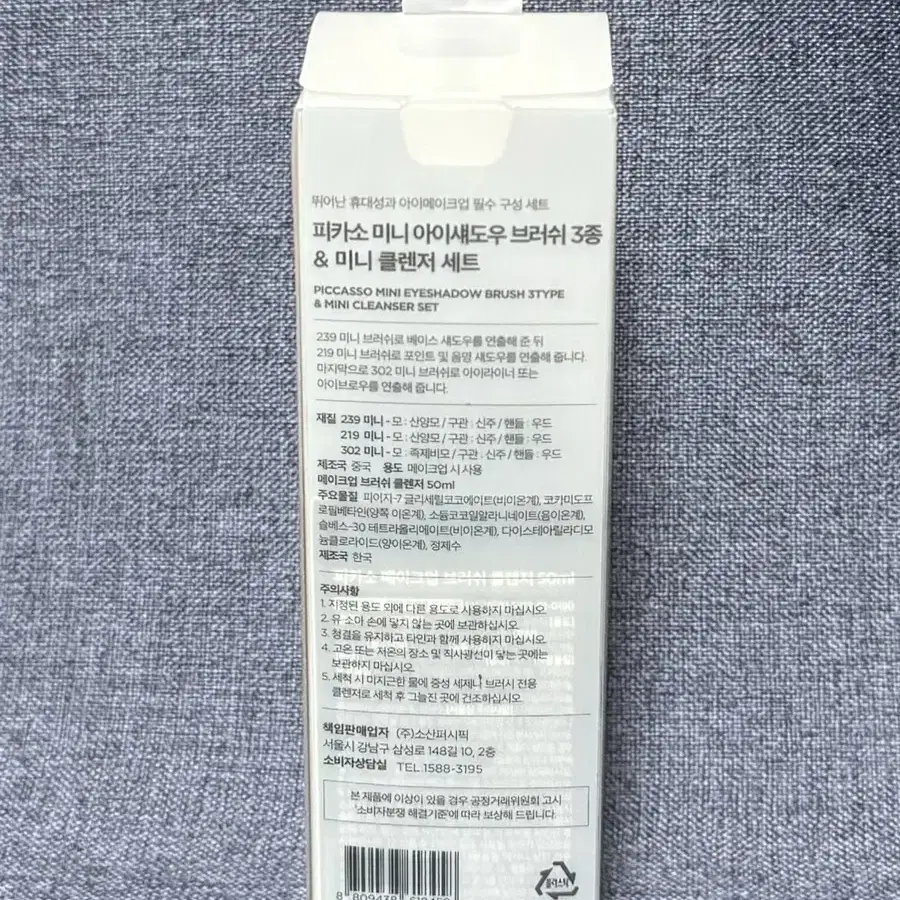 뛰어난 휴대성과 아이메이크업 필수 구성 세트
피카소 미니 아이섀도우 브러쉬 3종
& 미니 클렌저 세트
PICCASSO MINI EYESHADOW BRUSH 3TYPE
& MINI CLEANSER SET
239 미니 브러쉬로 베이스 섀도우를 연출해 준 뒤
219 미니 브러쉬로 포인트 및 음영 섀도우를 연출해 줍니다.
마지막으로 302 미니 브러쉬로 아이라이너 또는
아이브로우를 연출해 줍니다.
재질 239 미니 - 모 : 산양모 / 구관 : 신주 / 핸들 : 우드
219 미니 - 모 : 산양모 / 구관 : 신주 / 핸들 : 우드
302 미니 - 모 : 족제비모 / 구관 : 신주 / 핸들 : 우드
제조국 중국 용도 메이크업 시 사용
메이크업 브러쉬 클렌저 50ml
주요물질 피이지-7 글리세릴코코에이트(비이온계), 코카미도프
로필베타인(양쪽 이온계), 소듐코코일알라니네이트(음이온계),
솔베스-30 테트라올리에이트(비이온계), 다이스테아릴라디모
늄클로라이드(양이온계), 정제수
제조국 한국
피카소 메이크업 브러쉬 클렌저 50ml
주의사항
1. 지정된 용도 외에 다른 용도로 사용하지 마십시오.
2. 유·소아 손에 닿지 않는 곳에 보관하십시오.
3. 청결을 유지하고 타인과 함께 사용하지 마십시오.
4. 고온 또는 저온의 장소 및 직사광선이 닿는 곳에는
보관하지 마십시오.
5. 세척 시 미지근한 물에 중성 세제나 브러시 전용
클렌저로 세척 후 그늘진 곳에 건조하십시오.
책임판매업자 (주)소산퍼시픽
서울시 강남구 삼성로 148길 10, 2층
소비자상담실 TEL.1588-3195
본 제품에 이상이 있을 경우 공정거래위원회 고시
'소비자분쟁 해결기준'에 따라 보상해 드립니다.
8 809438
플라스틱